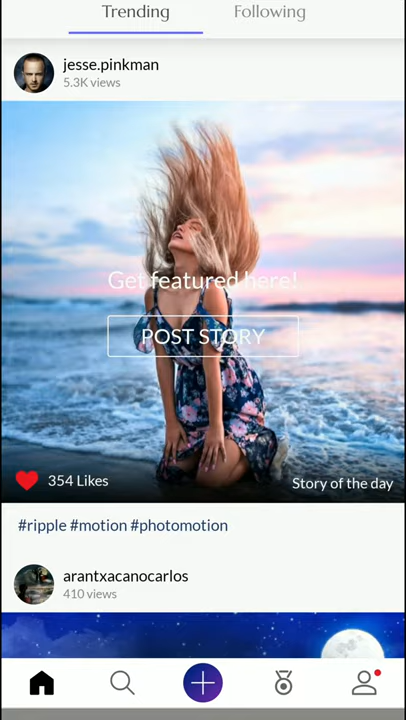 Trending Following
jesse.pinkman
5.3K views
Get featured here!
POST STORY
354 Likes
Story of the day
#ripple #motion #photomotion
arantxacanocarlos
410 views